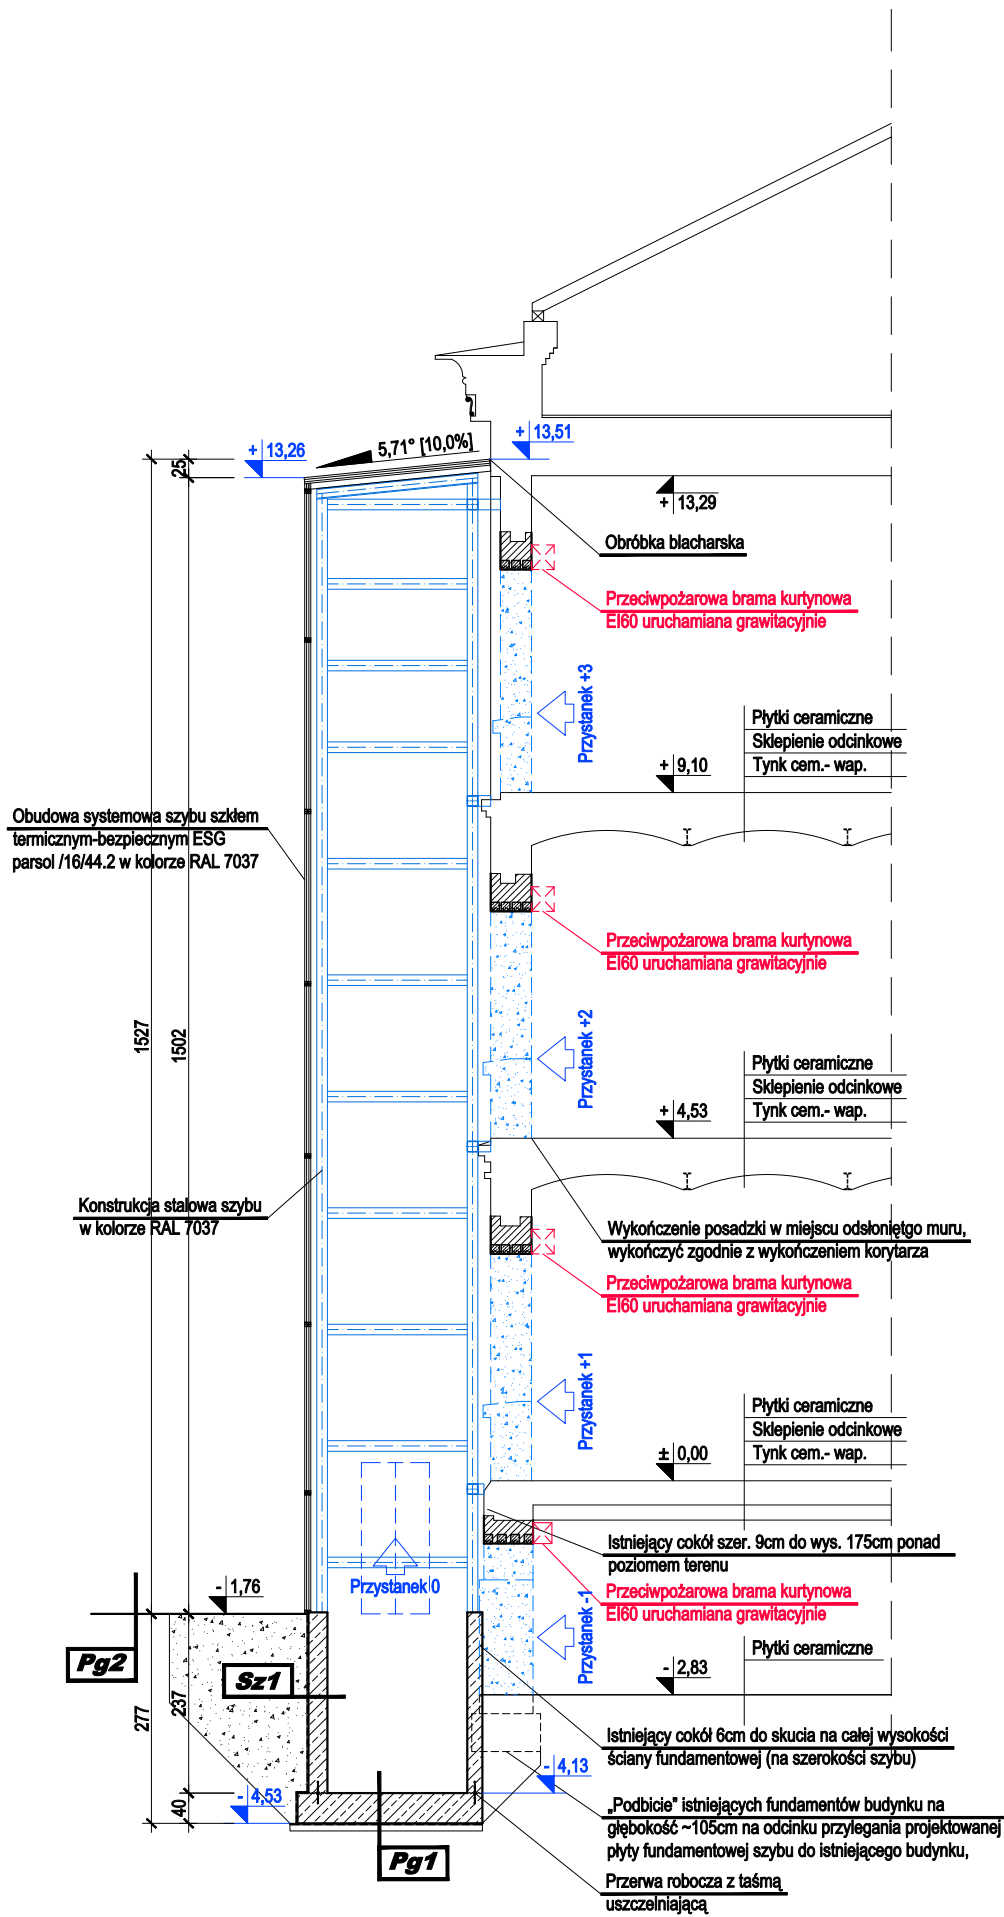 + 13,26
5,71° [10,0%]
+ 13,51
25
+ 13,29
Obróbka blacharska
Przeciwpożarowa brama kurtynowa
EI60 uruchamiana grawitacyjnie
Przystanek +3
Płytki ceramiczne
Sklepienie odcinkowe
Tynk cem.- wap.
+ 9,10
Obudowa systemowa szybu szkłem
termicznym-bezpiecznym ESG
parsol /16/44.2 w kolorze RAL 7037
Przeciwpożarowa brama kurtynowa
EI60 uruchamiana grawitacyjnie
1527
1502
Przystanek +2
Płytki ceramiczne
Sklepienie odcinkowe
Tynk cem.- wap.
+ 4,53
Konstrukcja stalowa szybu
w kolorze RAL 7037
Wykończenie posadzki w miejscu odsłoniętgo muru,
wykończyć zgodnie z wykończeniem korytarza
Przeciwpożarowa brama kurtynowa
EI60 uruchamiana grawitacyjnie
Przystanek +1
Płytki ceramiczne
Sklepienie odcinkowe
Tynk cem.- wap.
± 0,00
Istniejący cokół szer. 9cm do wys. 175cm ponad
poziomem terenu
Przystanek 0
- 1,76
Przeciwpożarowa brama kurtynowa
EI60 uruchamiana grawitacyjnie
Przystanek -1
Płytki ceramiczne
- 2,83
Pg2
Sz1
277
237
Istniejący cokół 6cm do skucia na całej wysokości
ściany fundamentowej (na szerokości szybu)
- 4,13
- 4,53
40
„Podbicie" istniejących fundamentów budynku na
głębokość ~105cm na odcinku przylegania projektowanej
płyty fundamentowej szybu do istniejącego budynku,
Pg1
Przerwa robocza z taśmą
uszczelniającą